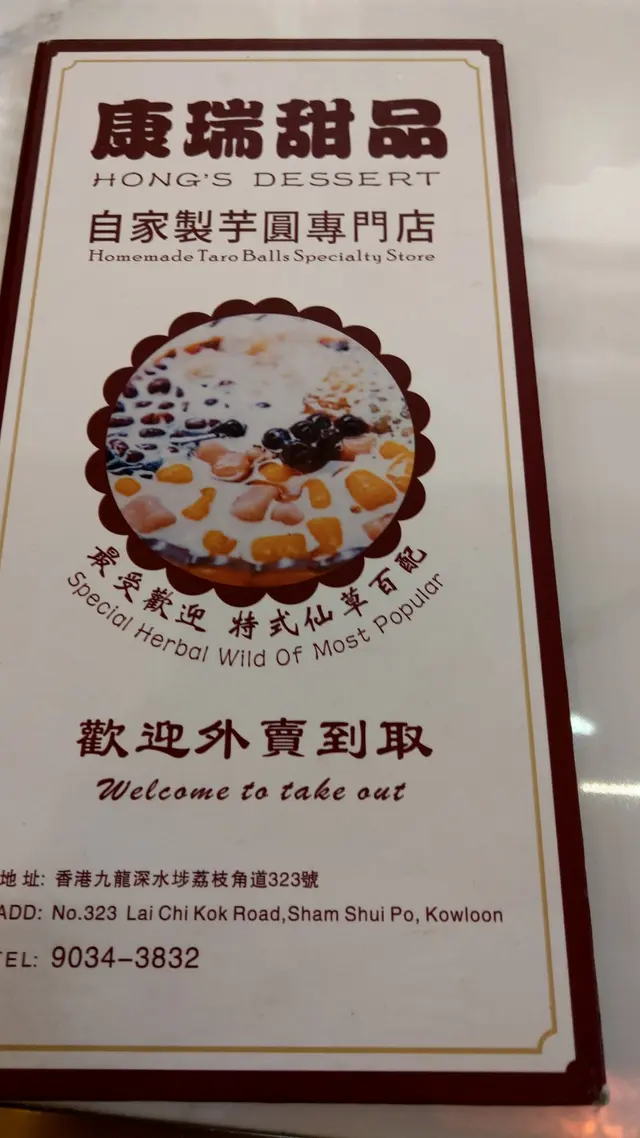 康瑞甜品
HONG'S DESSERT
自家製芋圓專門店
Homemade Taro Balls Specialty Store
最受歡迎 特式仙草百配
Special Herbal Wild Of Most Popular
歡迎外賣到取
Welcome to take out
地址: 香港九龍深水埗荔枝角道323號
ADD: No.323 Lai Chi Kok Road,Sham Shui Po, Kowloon
TEL: 9034-3832